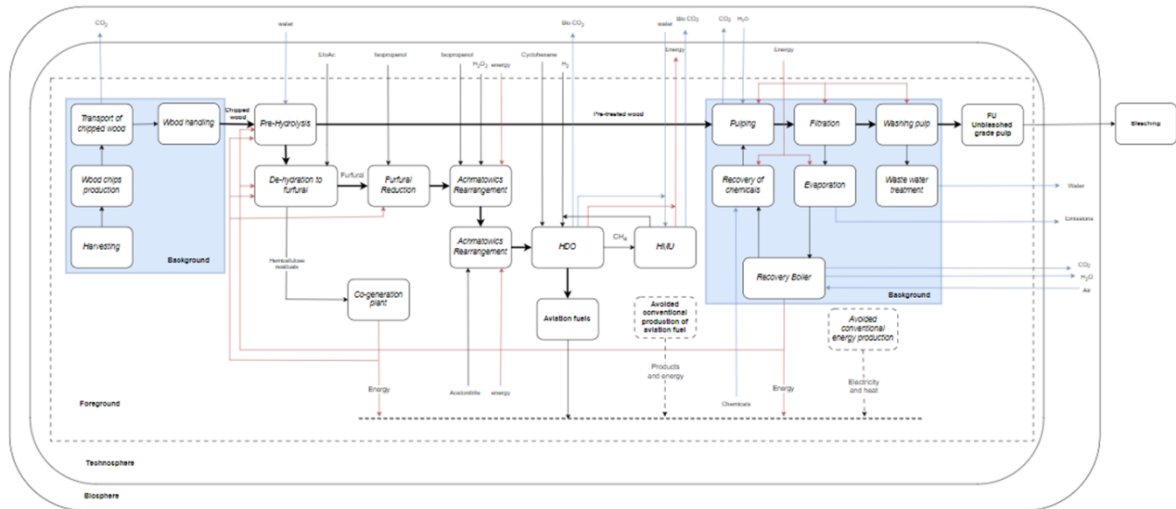 CO₂
water
EtoAc
Isopropanol
Isopropanol
H₂O₂
energy
Cyclohexane
H₂
Bio CO₂
water
Bio CO₂
Energy
CO₂
H₂O
Energy
Transport of
chipped wood
Wood handling
Chipped
wood
Pre-Hydrolysis
Pre-treated wood
Pulping
Filtration
Washing pulp
FU
Unbleached
grade pulp
Bleaching
Wood chips
production
De-hydration to
furfural
Furfural
Furfural
Reduction
Achmatowics
Rearrangement
Recovery of
chemicals
Evaporation
Waste water
treatment
Water
Emissions
Harvesting
Background
Achmatowics
Rearrangement
HDO
CH₄
HMU
Hemicellulose
residuals
Recovery Boiler
Background
CO₂
H₂O
Air
Co-generation
plant
Aviation fuels
Avoided
conventional
production of
aviation fuel
Avoided
conventional
energy production
Products
and energy
Energy
Acetonitrile
energy
Chemicals
Energy
Electricity
and heat
Foreground
Technosphere
Biosphere